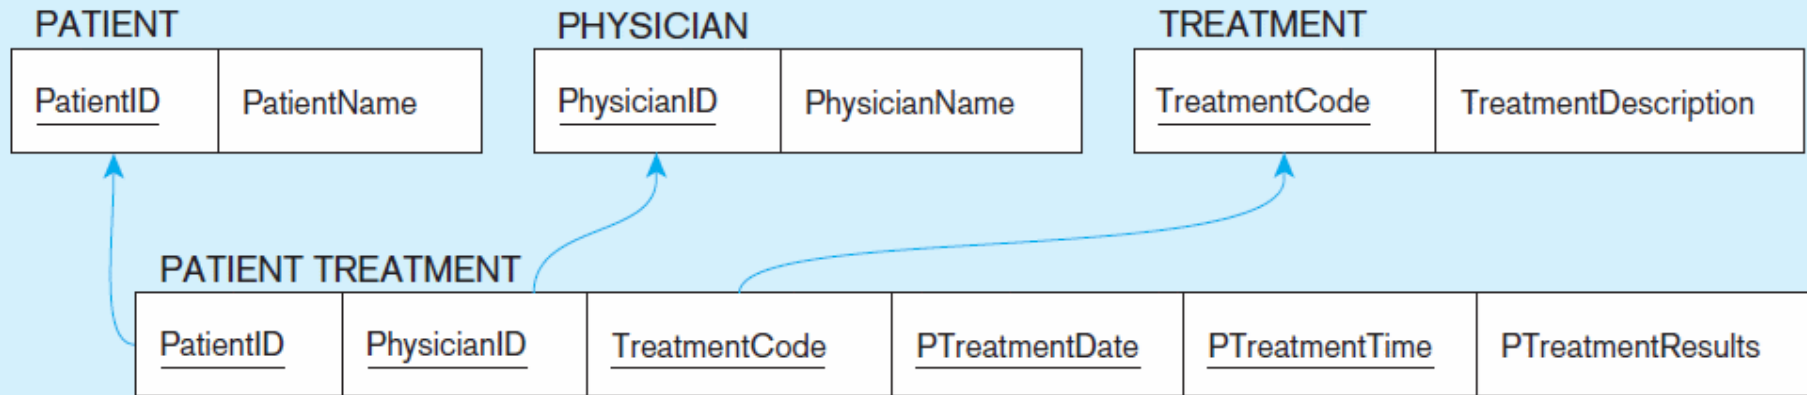 PATIENT PHYSICIAN TREATMENT
PatientID PatientName PhysicianID PhysicianName TreatmentCode TreatmentDescription
PATIENT TREATMENT
PatientID PhysicianID TreatmentCode PTreatmentDate PTreatmentTime PTreatmentResults